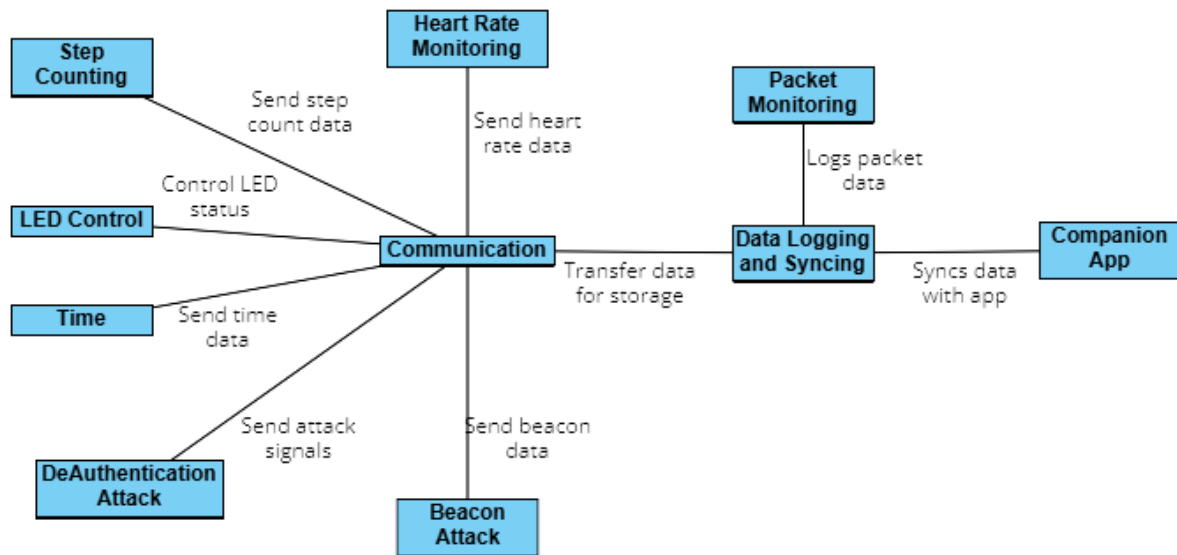 Step
Counting
Heart Rate
Monitoring
Packet
Monitoring
Send step
count data
Send heart
rate data
Logs packet
data
Control LED
status
LED Control
Communication
Data Logging
and Syncing
Companion
App
Transfer data
for storage
Syncs data
with app
Time
Send time
data
Send attack
signals
Send beacon
data
DeAuthentication
Attack
Beacon
Attack